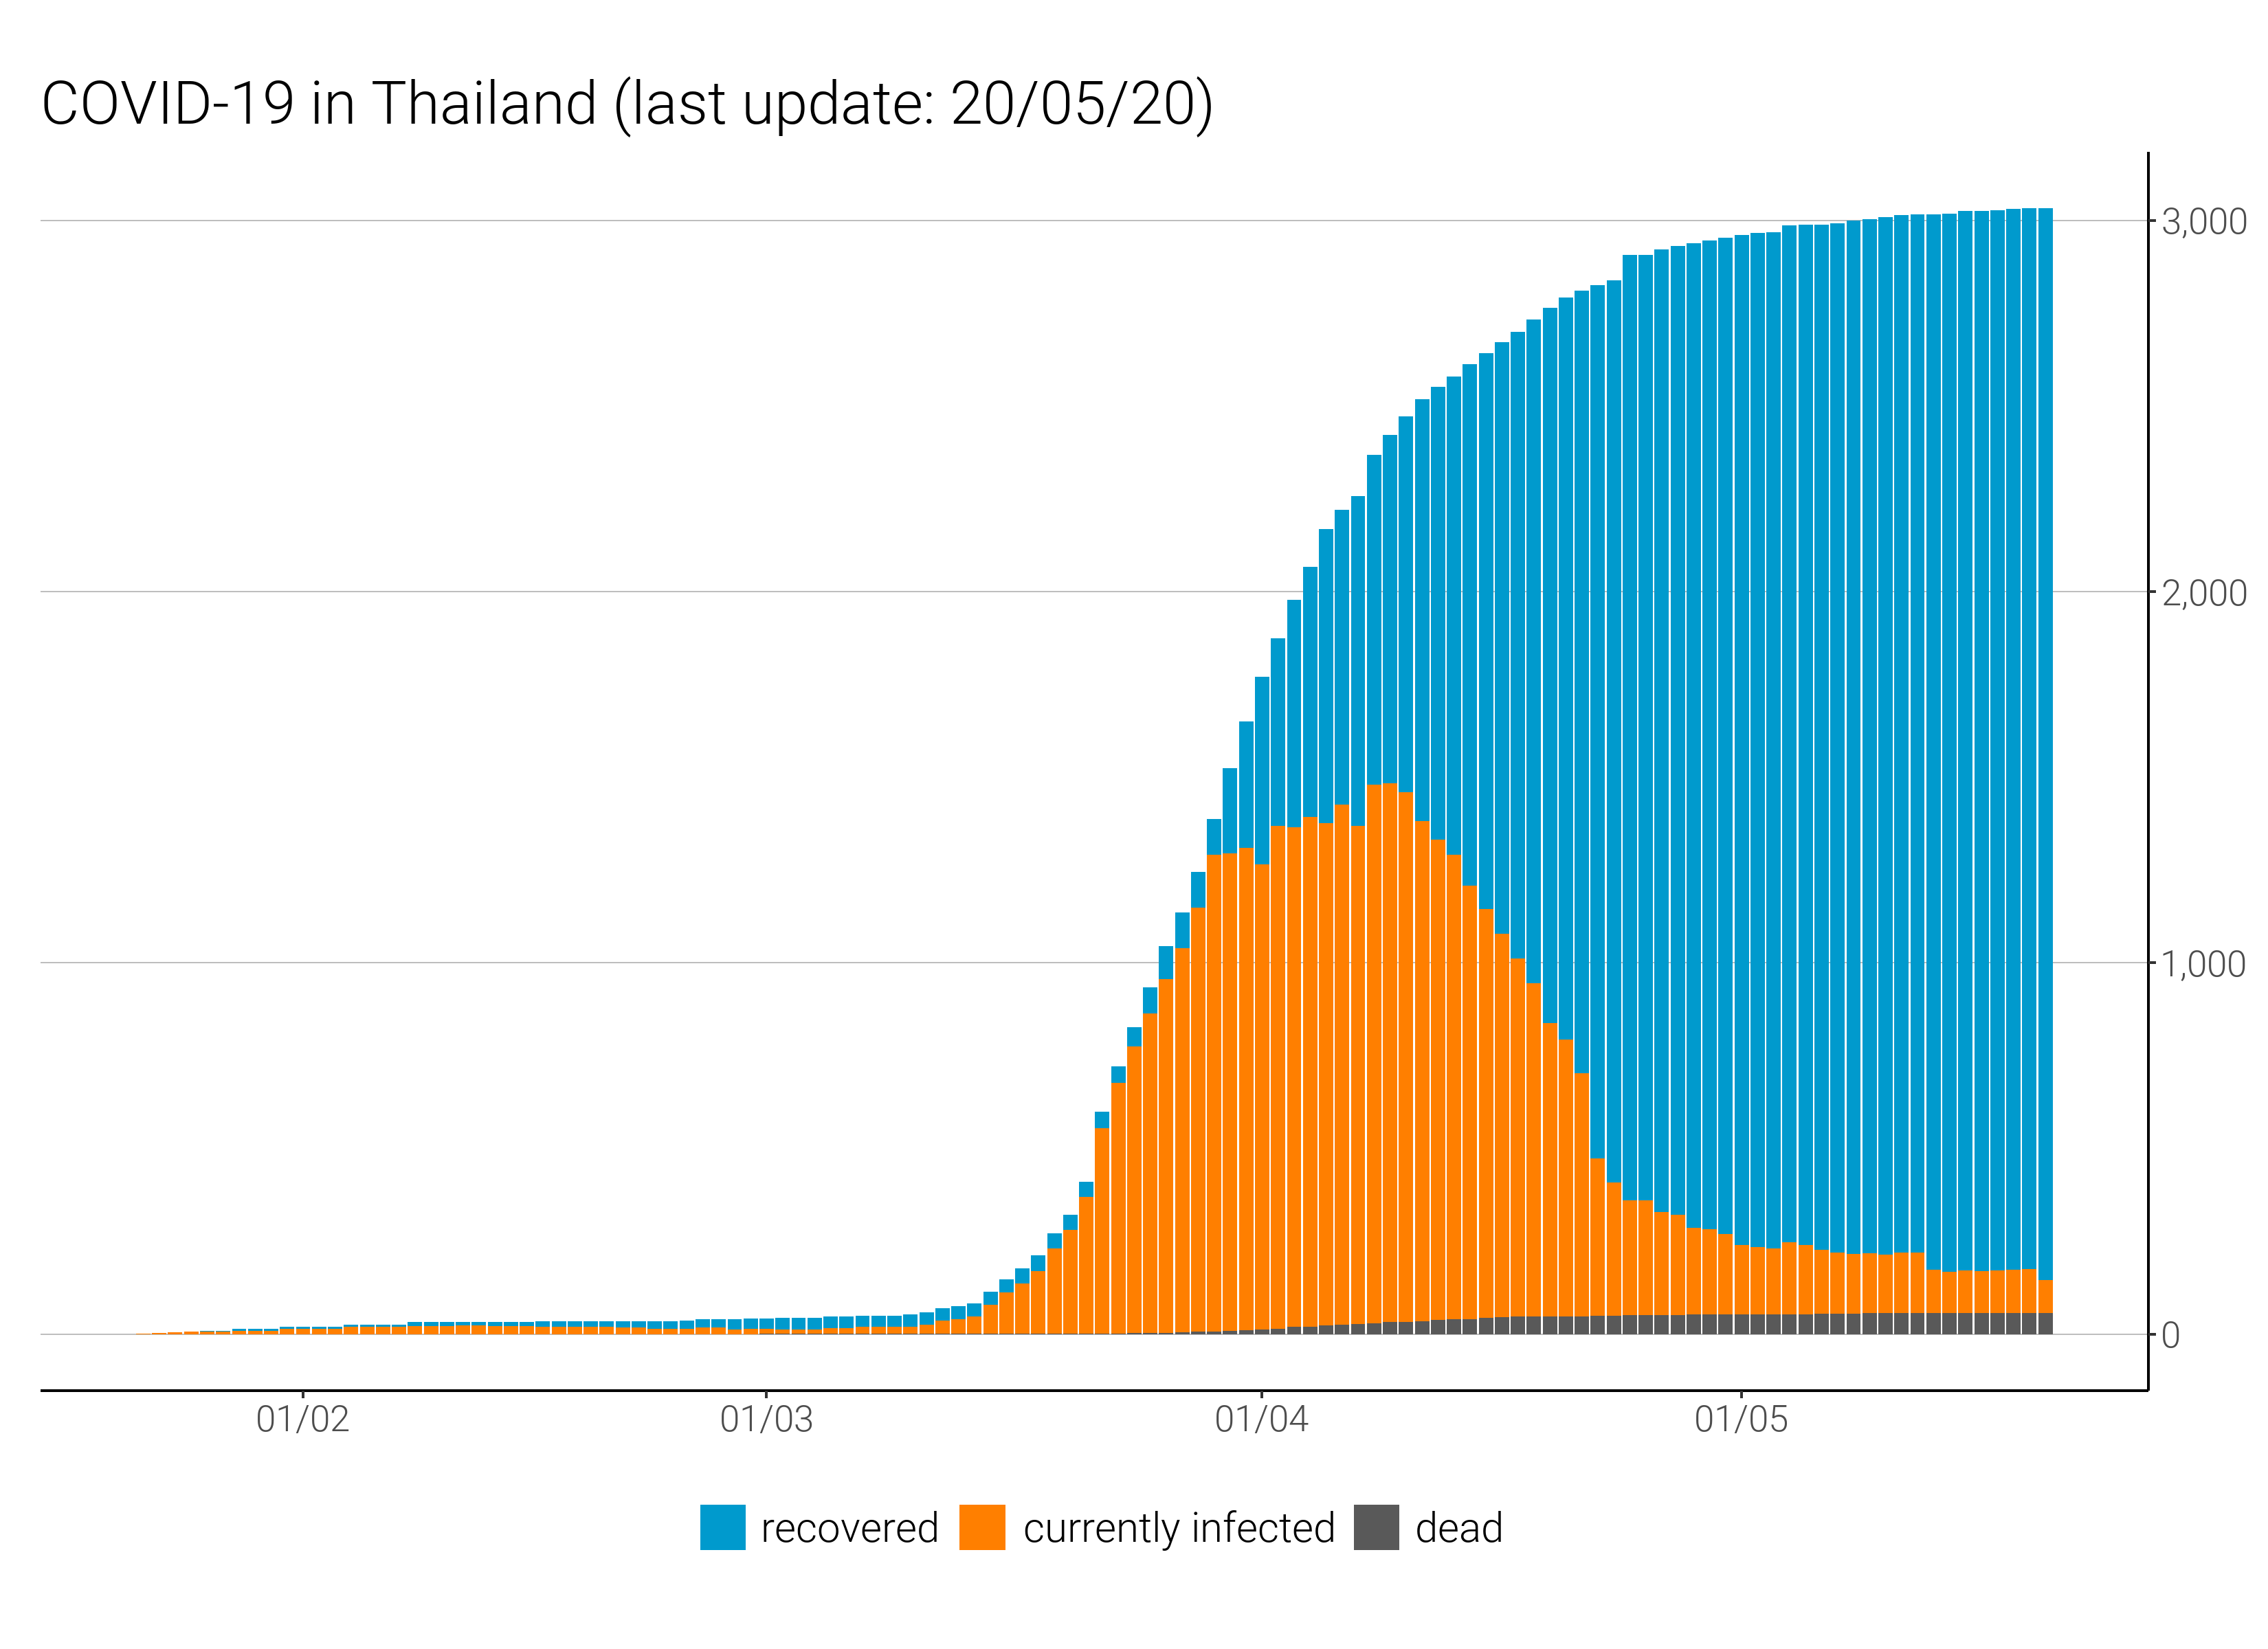 COVID-19 in Thailand (last update: 20/05/20)
3,000
2,000
1,000
0
01/02 01/03 01/04 01/05
recovered currently infected dead